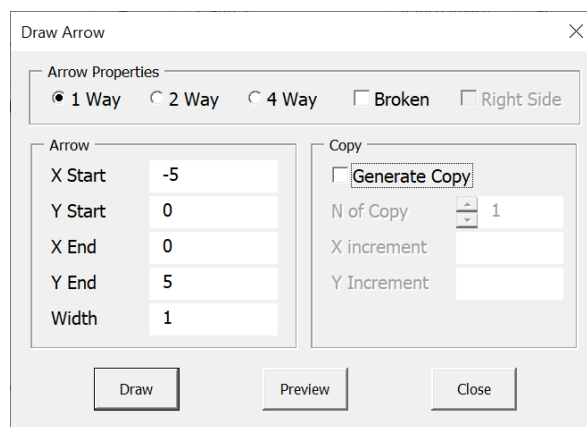 Draw Arrow
Arrow Properties
1 Way 2 Way 4 Way Broken Right Side
Arrow
X Start -5
Y Start 0
X End 0
Y End 5
Width 1
Copy
Generate Copy
N of Copy 1
X increment
Y Increment
Draw Preview Close